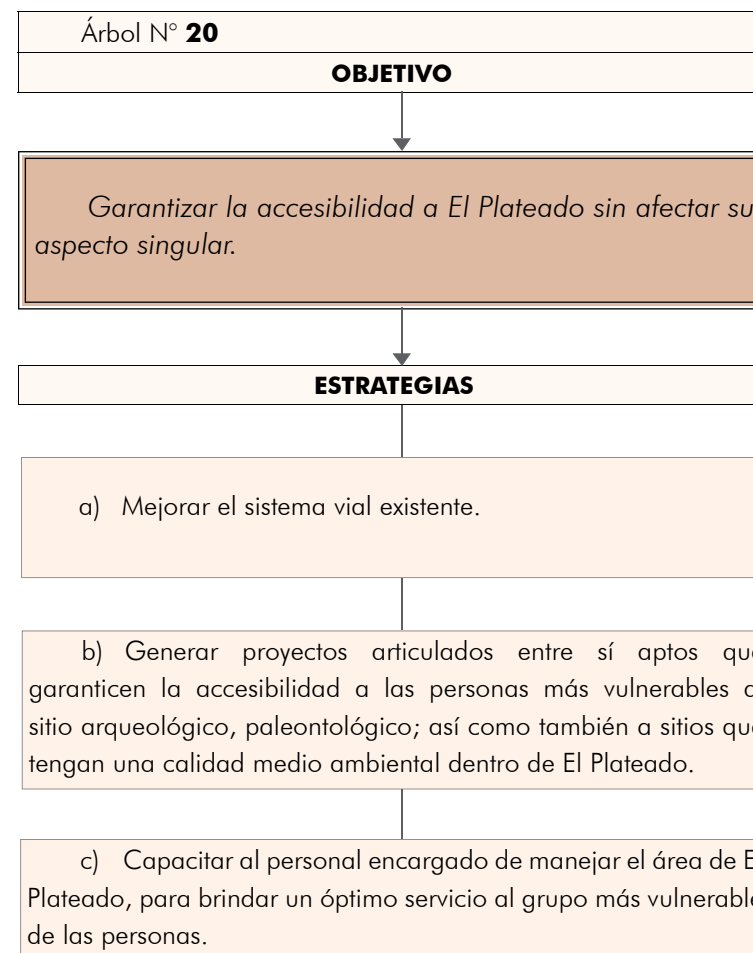 Árbol N° 20
OBJETIVO
Garantizar la accesibilidad a El Plateado sin afectar su
aspecto singular.
ESTRATEGIAS
a) Mejorar el sistema vial existente.
b) Generar proyectos articulados entre sí aptos que
garanticen la accesibilidad a las personas más vulnerables
sitio arqueológico, paleontológico; así como también a sitios que
tengan una calidad medio ambiental dentro de El Plateado.
c) Capacitar al personal encargado de manejar el área de
Plateado, para brindar un óptimo servicio al grupo más vulnerable
de las personas.